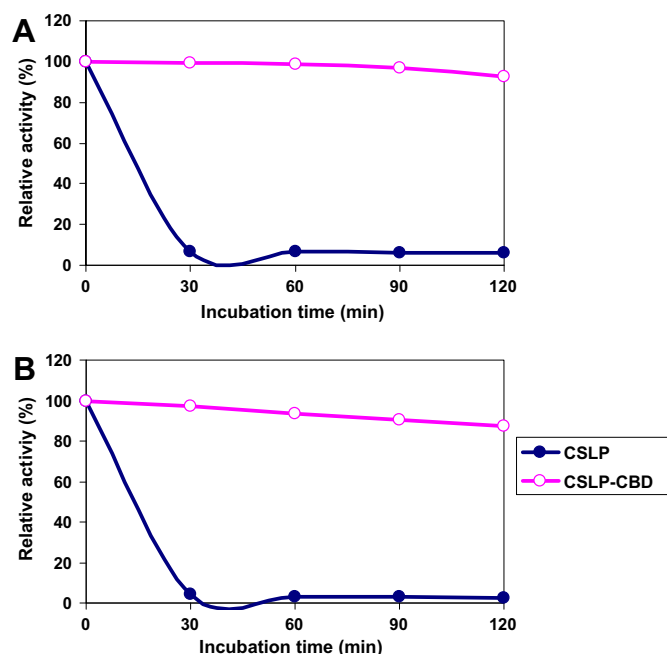 A
Relative activity (%)
120
100
80
60
40
20
0
0 30 60 90 120
Incubation time (min)
B
Relative activiy (%)
120
100
80
60
40
20
0
0 30 60 90 120
Incubation time (min)
CSLP
CSLP-CBD